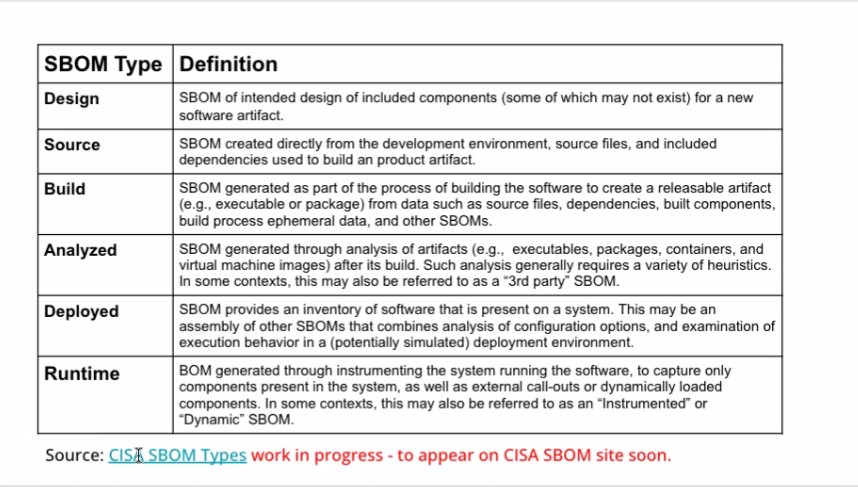 SBOM Type Definition
Design SBOM of intended design of included components (some of which may not exist) for a new
software artifact.
Source SBOM created directly from the development environment, source files, and included
dependencies used to build an product artifact.
Build SBOM generated as part of the process of building the software to create a releasable artifact
(e.g., executable or package) from data such as source files, dependencies, built components,
build process ephemeral data, and other SBOMs.
Analyzed SBOM generated through analysis of artifacts (e.g., executables, packages, containers, and
virtual machine images) after its build. Such analysis generally requires a variety of heuristics.
In some contexts, this may also be referred to as a “3rd party” SBOM.
Deployed SBOM provides an inventory of software that is present on a system. This may be an
assembly of other SBOMs that combines analysis of configuration options, and examination of
execution behavior in a (potentially simulated) deployment environment.
Runtime BOM generated through instrumenting the system running the software, to capture only
components present in the system, as well as external call-outs or dynamically loaded
components. In some contexts, this may also be referred to as an “Instrumented” or
“Dynamic” SBOM.
Source: CISA SBOM Types work in progress - to appear on CISA SBOM site soon.